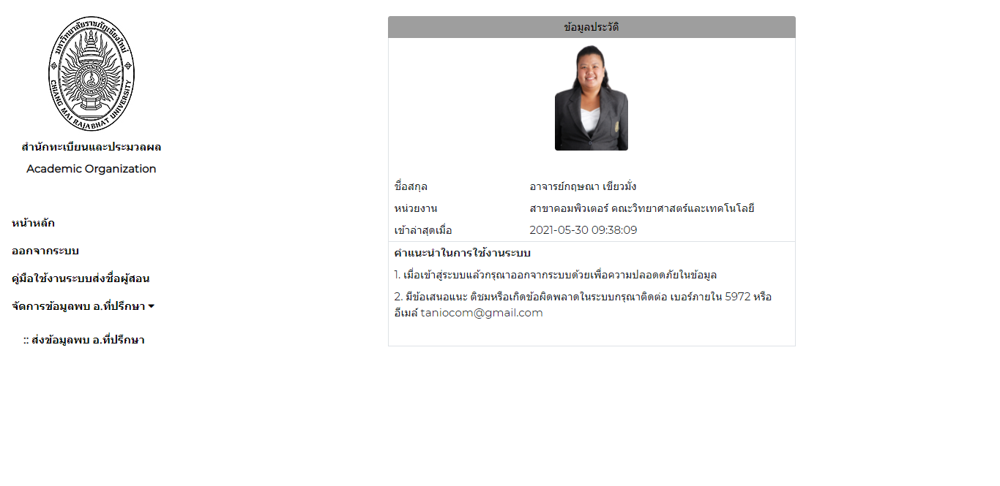 มหาวิทยาลัยราชภัฏเชียงใหม่
CHIANG MAI RAJABHAT UNIVERSITY
สำนักทะเบียนและประมวลผล
Academic Organization
หน้าหลัก
ออกจากระบบ
คู่มือใช้งานระบบส่งชื่อผู้สอน
จัดการข้อมูลพบ อ.ที่ปรึกษา
:: ส่งข้อมูลพบ อ.ที่ปรึกษา
ข้อมูลประวัติ
ชื่อสกุล อาจารย์กฤษณา เขียวมั่ง
หน่วยงาน สาขาคอมพิวเตอร์ คณะวิทยาศาสตร์และเทคโนโลยี
เข้าล่าสุดเมื่อ 2021-05-30 09:38:09
คำแนะนำในการใช้งานระบบ
1. เมื่อเข้าสู่ระบบแล้วกรุณาออกจากระบบด้วยเพื่อความปลอดดภัยในข้อมูล
2. มีข้อเสนอแนะ ติชมหรือเกิดข้อผิดพลาดในระบบกรุณาติดต่อ เบอร์ภายใน 5972 หรือ
อีเมล์ taniocom@gmail.com